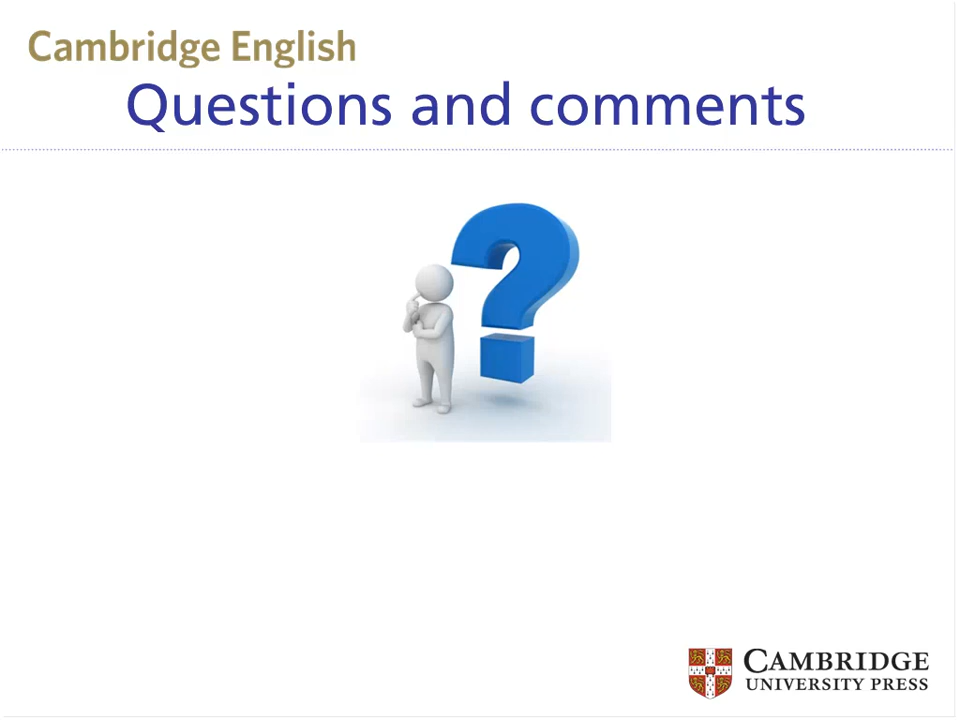 Cambridge English
Questions and comments
CAMBRIDGE
UNIVERSITY PRESS